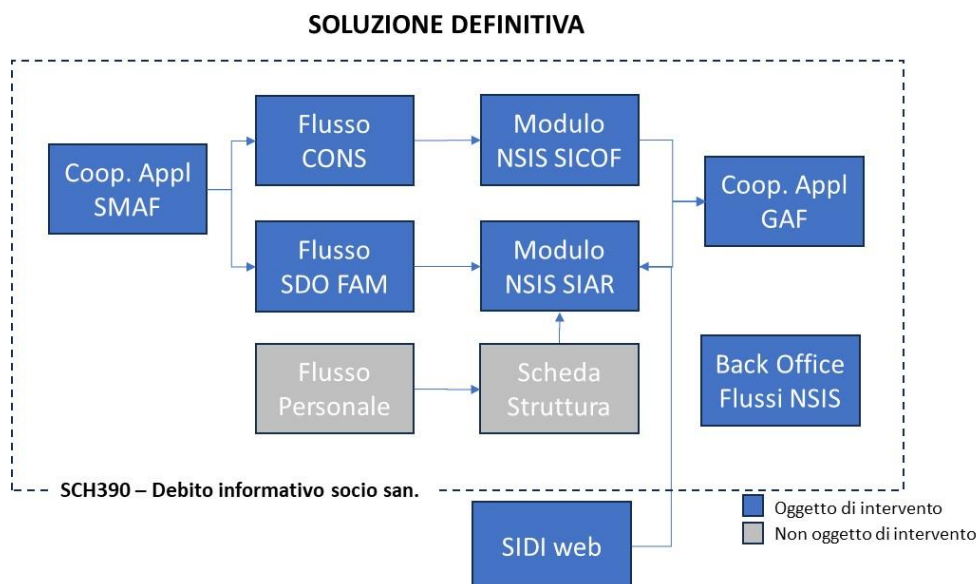 SOLUZIONE DEFINITIVA
Coop. Appl
SMAF
Flusso
CONS
Modulo
NSIS SICOF
Coop. Appl
GAF
Flusso
SDO FAM
Modulo
NSIS SIAR
Flusso
Personale
Scheda
Struttura
Back Office
Flussi NSIS
SCH390 – Debito informativo socio san.
SIDI web
Oggetto di intervento
Non oggetto di intervento